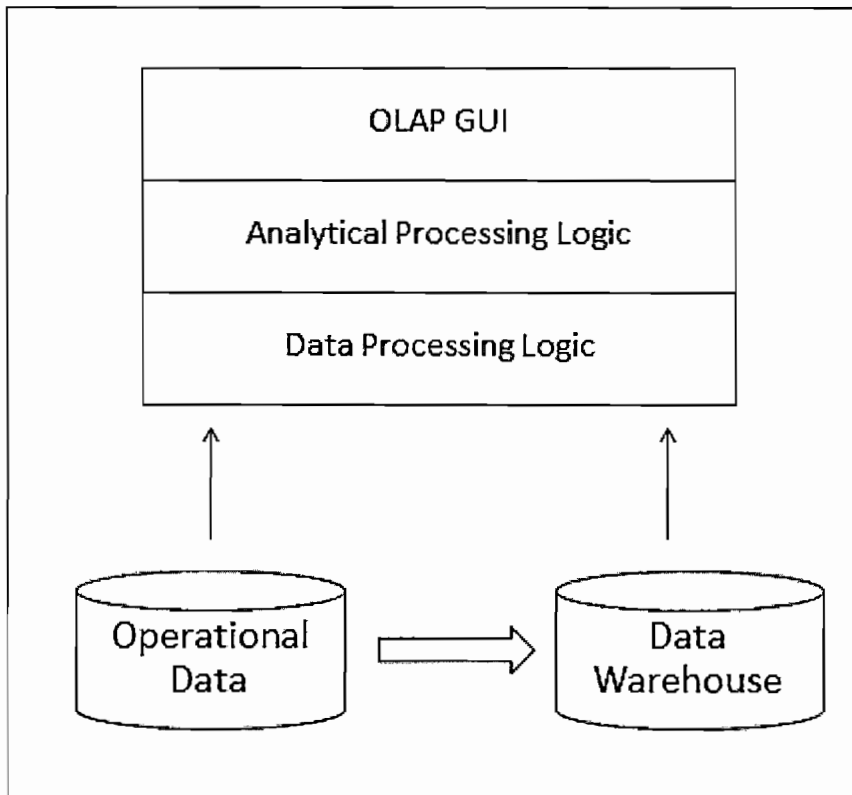 OLAP GUI
Analytical Processing Logic
Data Processing Logic
Operational
Data
Data
Warehouse